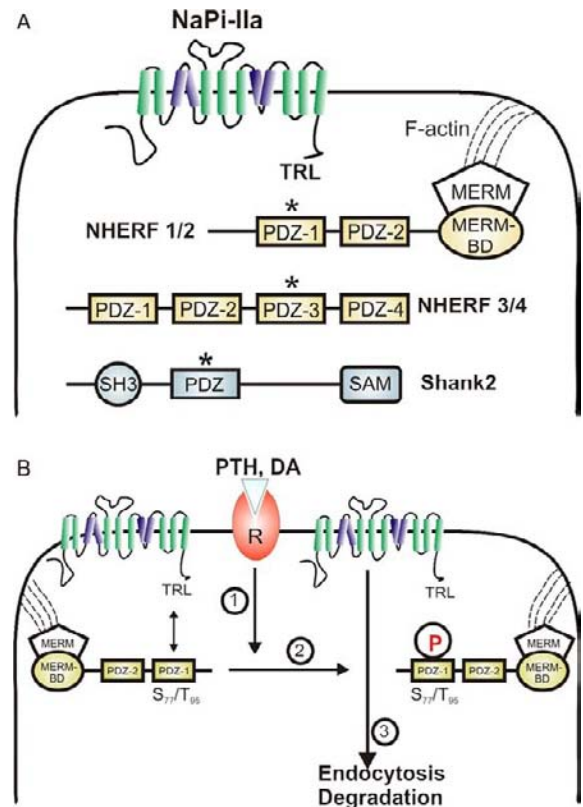 A
NaPi-IIa
F-actin
TRL
MERM
*
NHERF 1/2
PDZ-1
PDZ-2
MERM-
BD
*
PDZ-1
PDZ-2
PDZ-3
PDZ-4
NHERF 3/4
*
SH3
PDZ
SAM
Shank2
B
PTH, DA
R
TRL
TRL
1
P
MERM
MERM
MERM-
BD
PDZ-2
PDZ-1
2
PDZ-1
PDZ-2
MERM-
BD
S77/T95
S77/T95
3
Endocytosis
Degradation